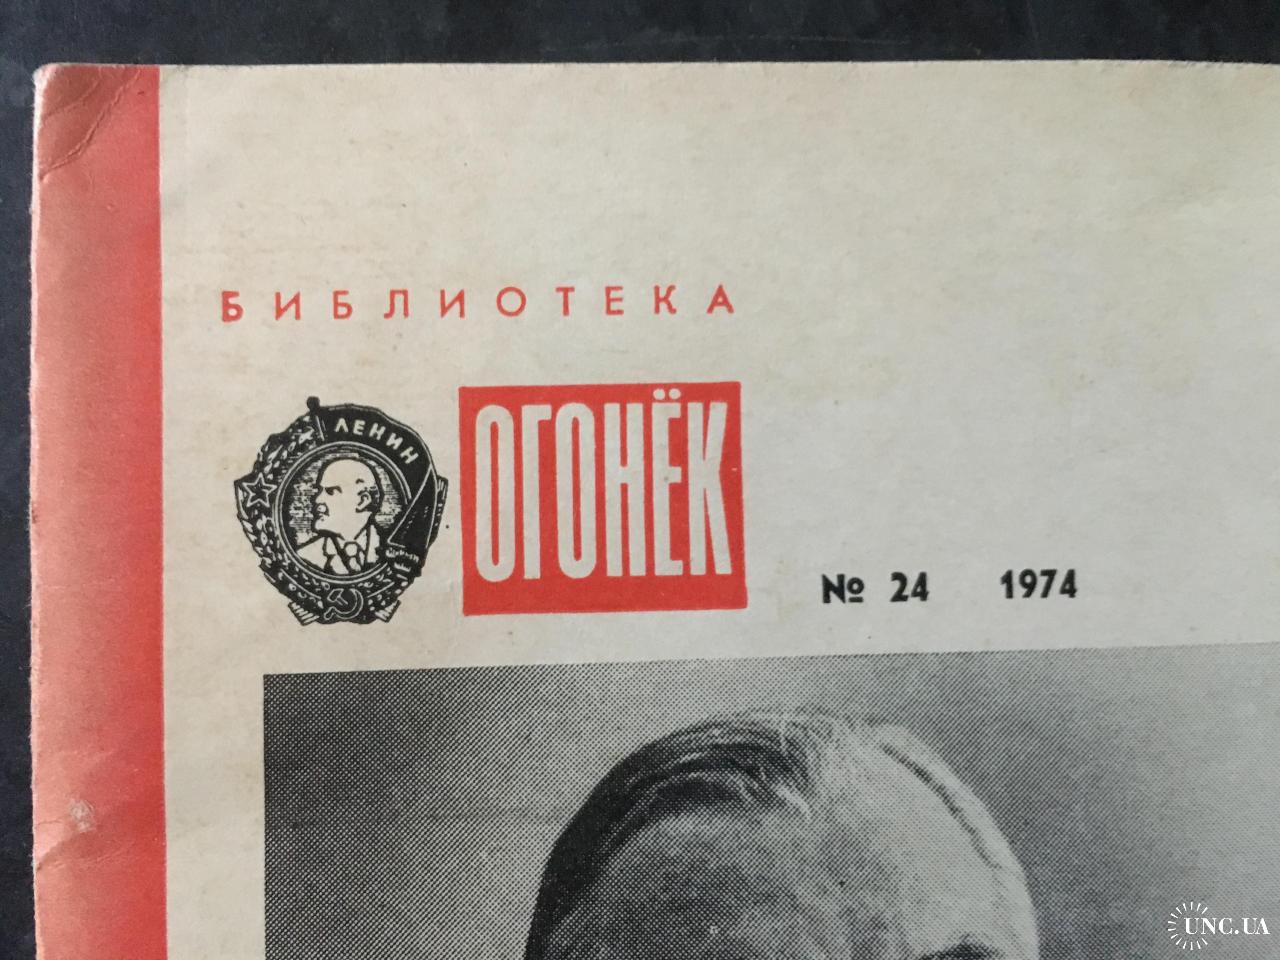 БИБЛИОТЕКА
ЛЕНИН
ОГОНЁК
№ 24 1974
UNC.UA